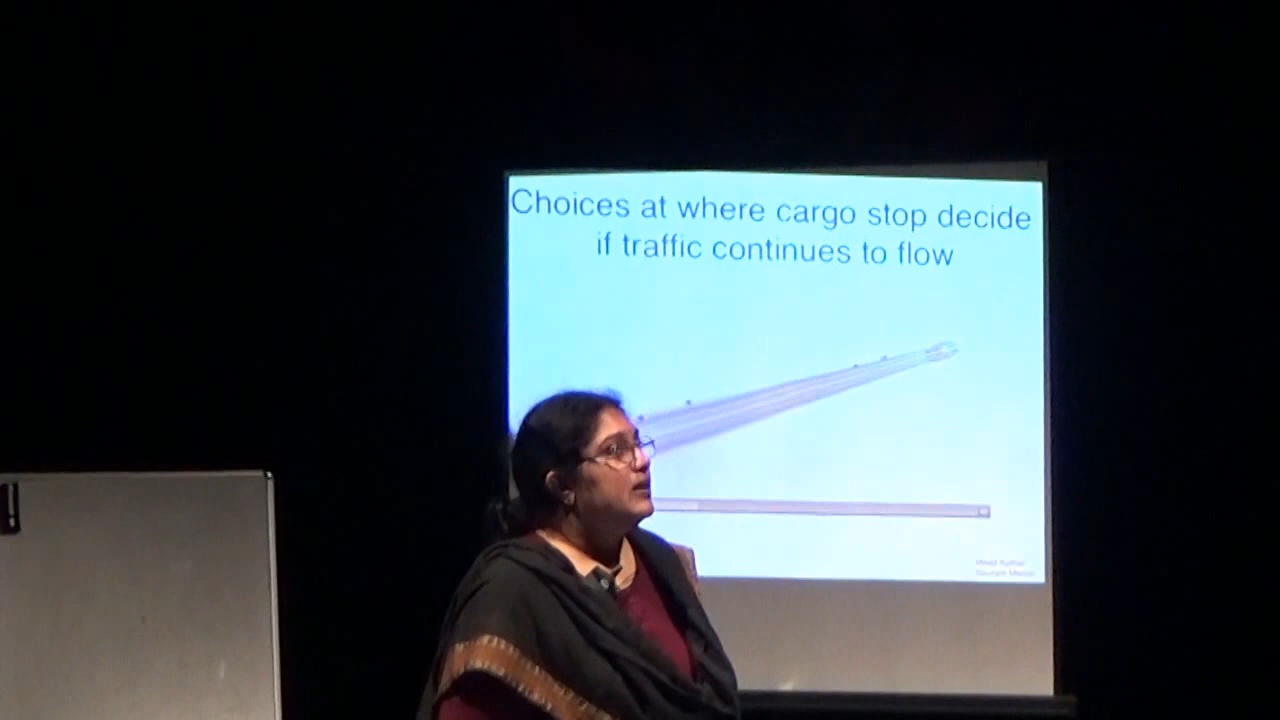 Choices at where cargo stop decide
if traffic continues to flow